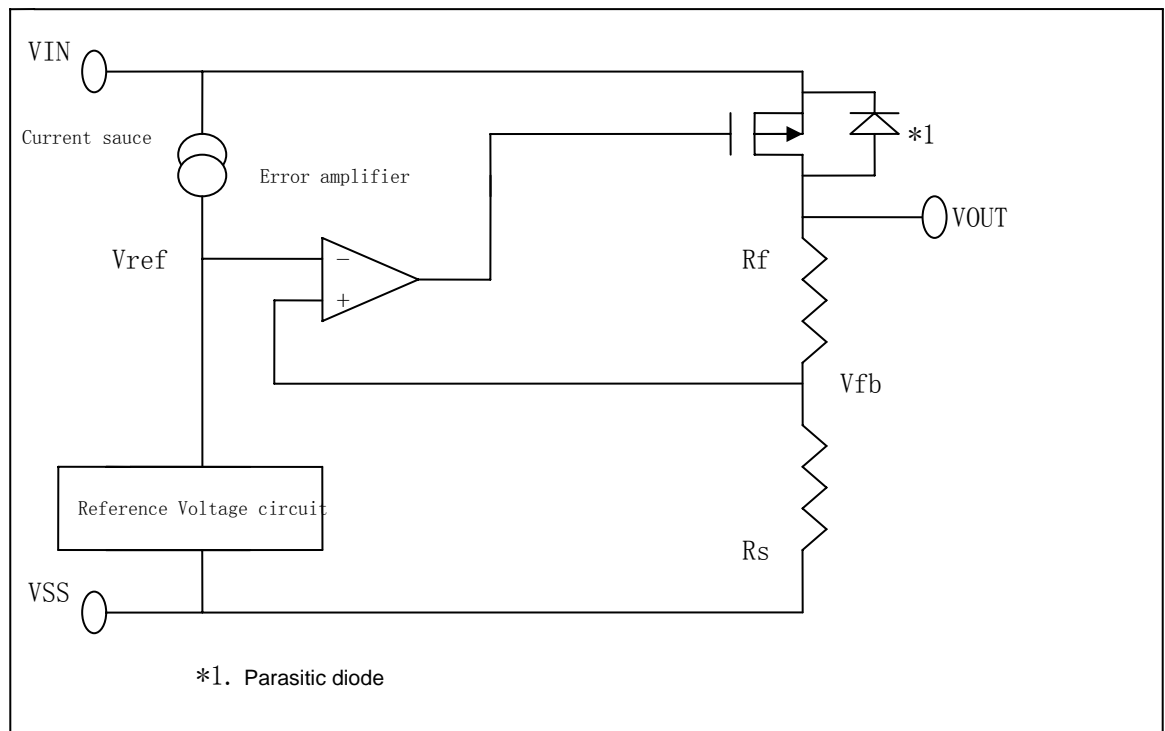 VIN
Current sauce
*1
Error amplifier
VOUT
Vref
Rf
−
+
Vfb
Reference Voltage circuit
Rs
VSS
*1. Parasitic diode